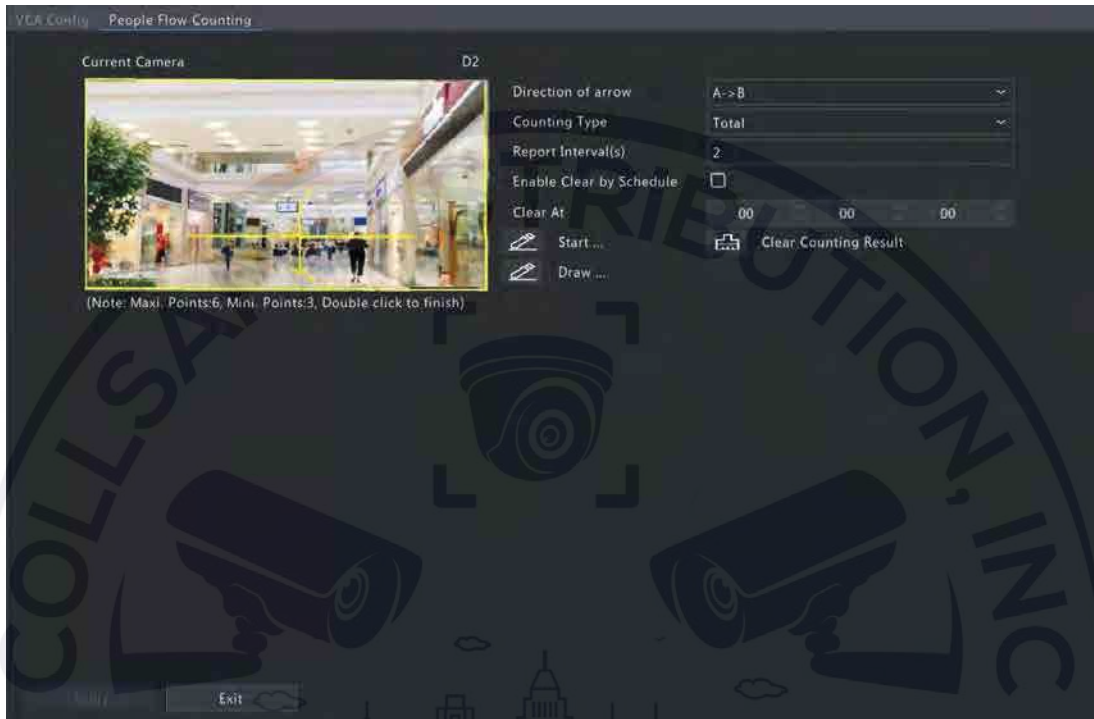 VCA Config People Flow Counting
Current Camera D2
Direction of arrow A->B
Counting Type Total
Report Interval(s) 2
Enable Clear by Schedule
Clear At 00 00 00
Start ... Clear Counting Result
Draw ...
(Note: Maxi. Points:6, Mini. Points:3, Double click to finish)
Exit